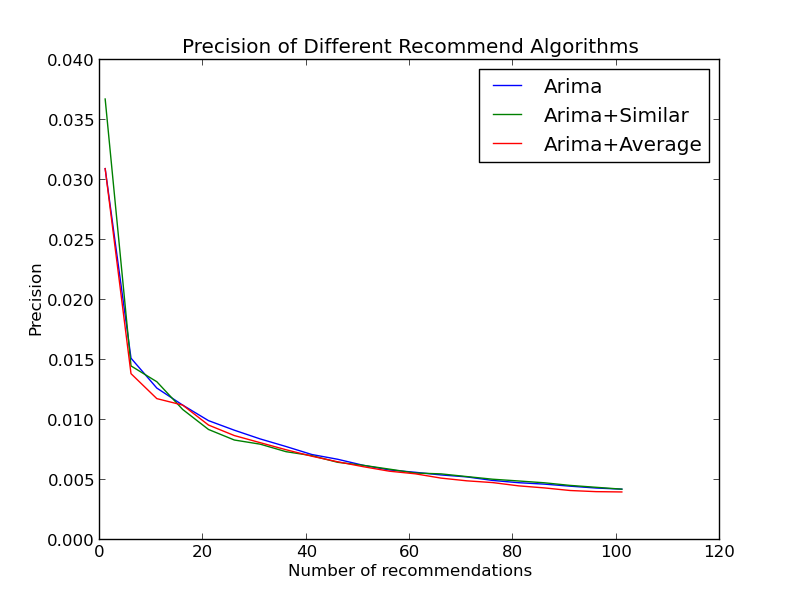 Precision of Different Recommend Algorithms
0.040
0.035
0.030
0.025
0.020
0.015
0.010
0.005
0.000
Precision
Arima
Arima+Similar
Arima+Average
0
20
40
60
80
100
120
Number of recommendations